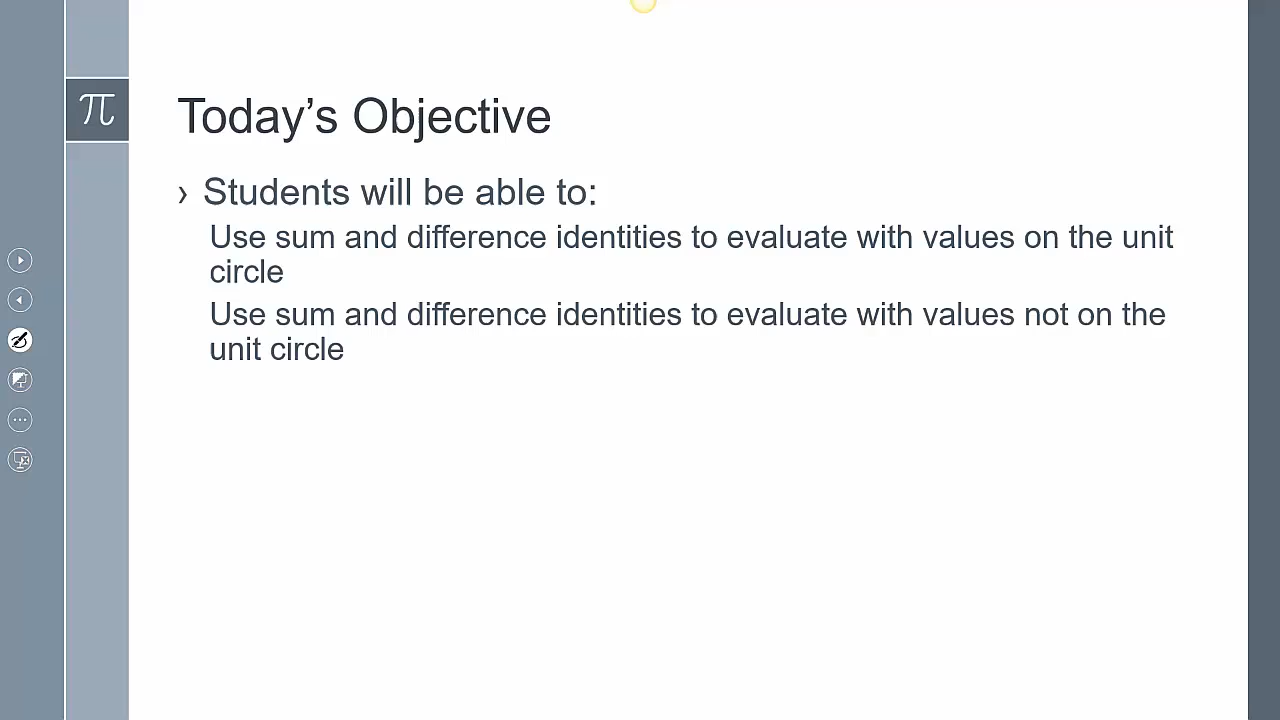 π
Today’s Objective
› Students will be able to:
Use sum and difference identities to evaluate with values on the unit
circle
Use sum and difference identities to evaluate with values not on the
unit circle